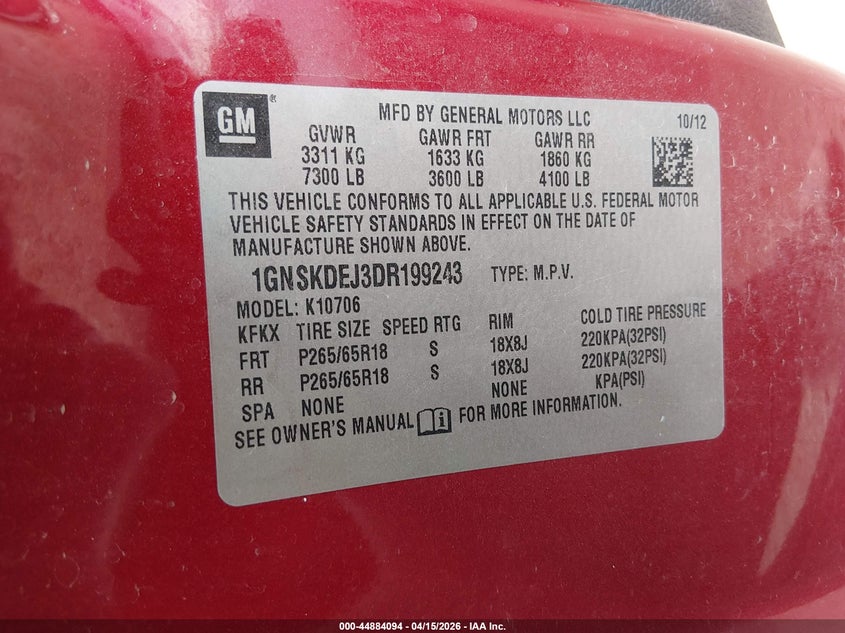 GM®
MFD BY GENERAL MOTORS LLC 10/12
GVWR GAWR FRT GAWR RR
3311 KG 1633 KG 1860 KG
7300 LB 3600 LB 4100 LB
THIS VEHICLE CONFORMS TO ALL APPLICABLE U.S. FEDERAL MOTOR
VEHICLE SAFETY STANDARDS IN EFFECT ON THE DATE OF
MANUFACTURE SHOWN ABOVE.
1GNSKDEJ3DR199243 TYPE: M.P.V.
MODEL: K10706
KFKX TIRE SIZE SPEED RTG RIM COLD TIRE PRESSURE
FRT P265/65R18 S 18X8J 220KPA(32PSI)
RR P265/65R18 S 18X8J 220KPA(32PSI)
SPA NONE NONE KPA(PSI)
SEE OWNER'S MANUAL FOR MORE INFORMATION.
000-44884094 - 04/15/2026 - IAA Inc.